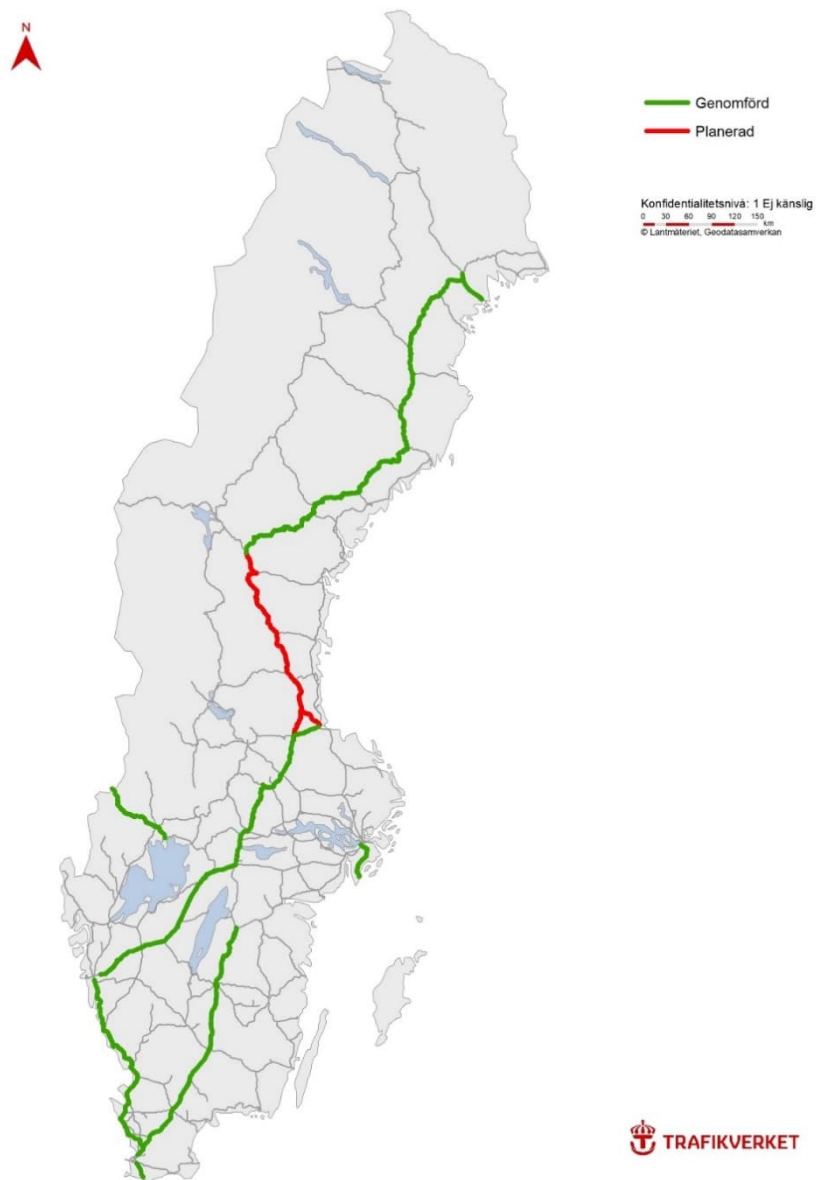 N
Genomförd
Planerad
Konfidentialitetsnivå: 1 Ej känslig
0 30 60 90 120 150
km
© Lantmäteriet, Geodatasamverkan
TRAFIKVERKET